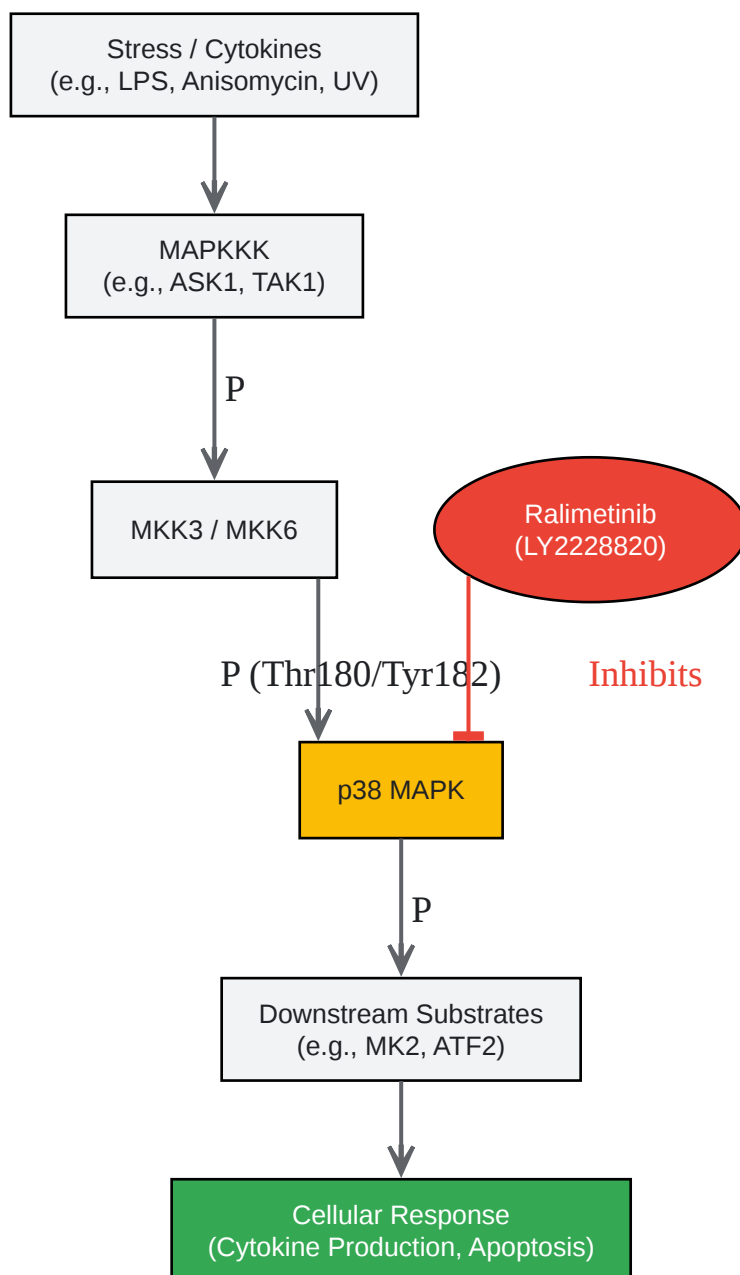 Stress / Cytokines
(e.g., LPS, Anisomycin, UV)
MAPKKK
(e.g., ASK1, TAK1)
P
MKK3 / MKK6
Ralimetinib
(LY2228820)
P (Thr180/Tyr182)
Inhibits
p38 MAPK
P
Downstream Substrates
(e.g., MK2, ATF2)
Cellular Response
(Cytokine Production, Apoptosis)